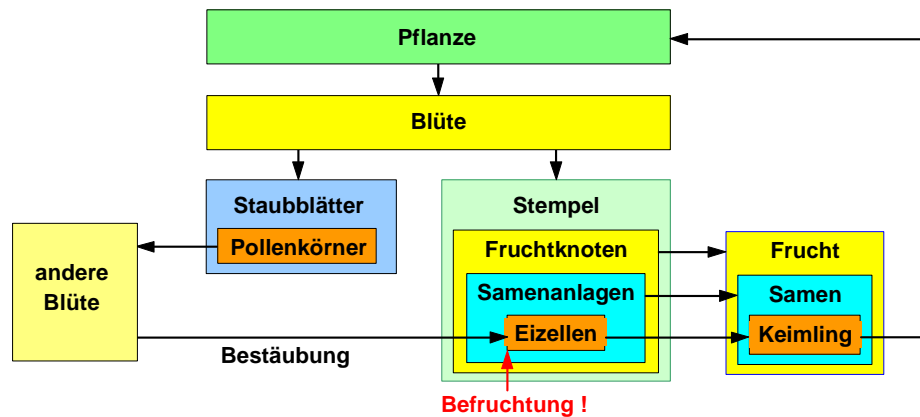 Pflanze
Blüte
Staubblätter
Pollenkörner
Stempel
Fruchtknoten
Samenanlagen
Eizellen
Frucht
Samen
Keimling
andere
Blüte
Bestäubung
Befruchtung !